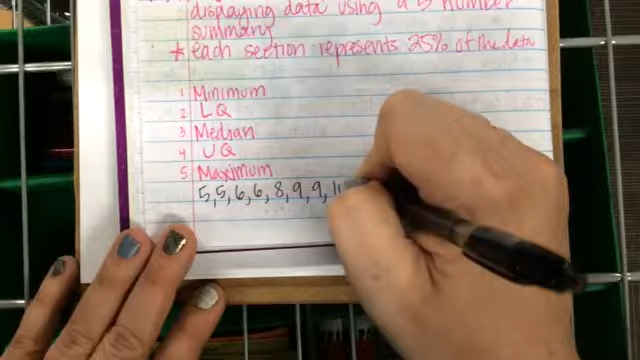 displaying data using a 5 number
summary
* each section represents 25% of the data
1 Minimum
2 LQ
3 Median
4 UQ
5 Maximum
5,5,6,6,8,9,9,11